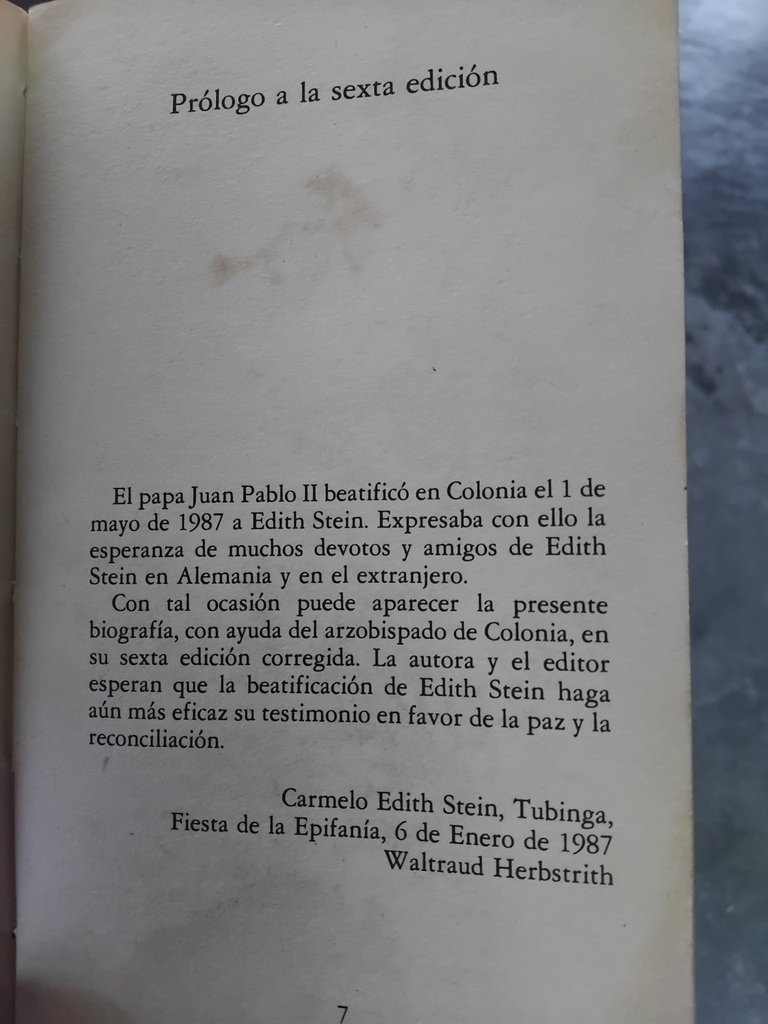 Prólogo a la sexta edición
El papa Juan Pablo II beatificó en Colonia el 1 de
mayo de 1987 a Edith Stein. Expresaba con ello la
esperanza de muchos devotos y amigos de Edith
Stein en Alemania y en el extranjero.
Con tal ocasión puede aparecer la presente
biografía, con ayuda del arzobispado de Colonia, en
su sexta edición corregida. La autora y el editor
esperan que la beatificación de Edith Stein haga
aún más eficaz su testimonio en favor de la paz y la
reconciliación.
Carmelo Edith Stein, Tubinga,
Fiesta de la Epifanía, 6 de Enero de 1987
Waltraud Herbstrith
7